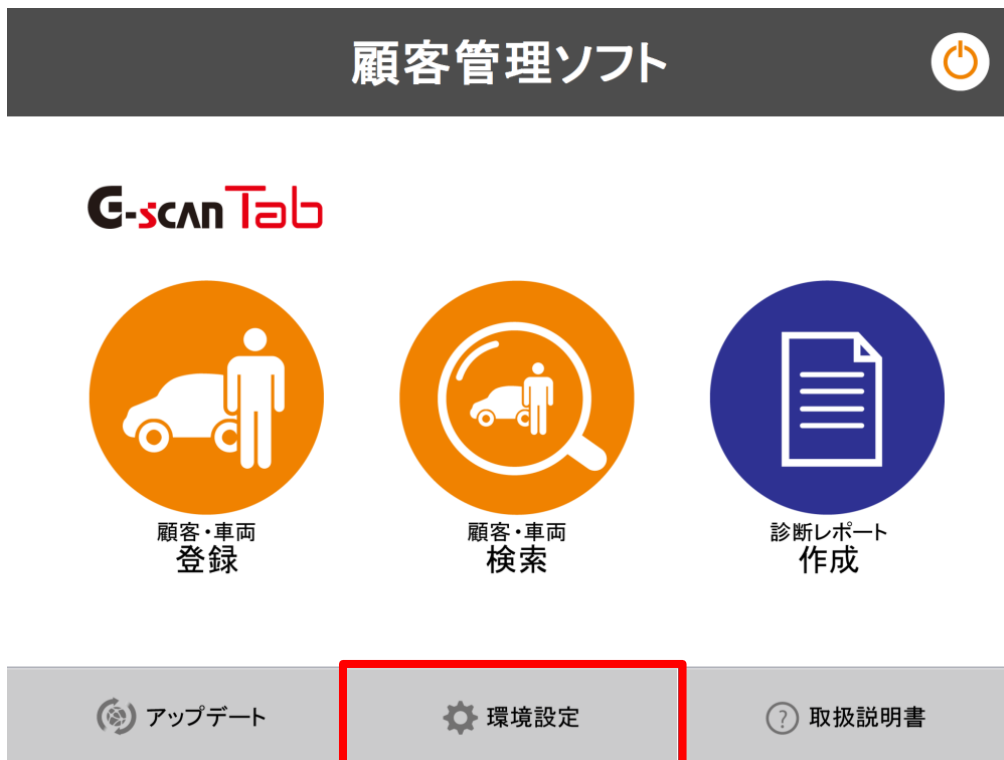 顧客管理ソフト
G-scan Tab
顧客・車両
登録
顧客・車両
検索
診断レポート
作成
アップデート
環境設定
? 取扱説明書